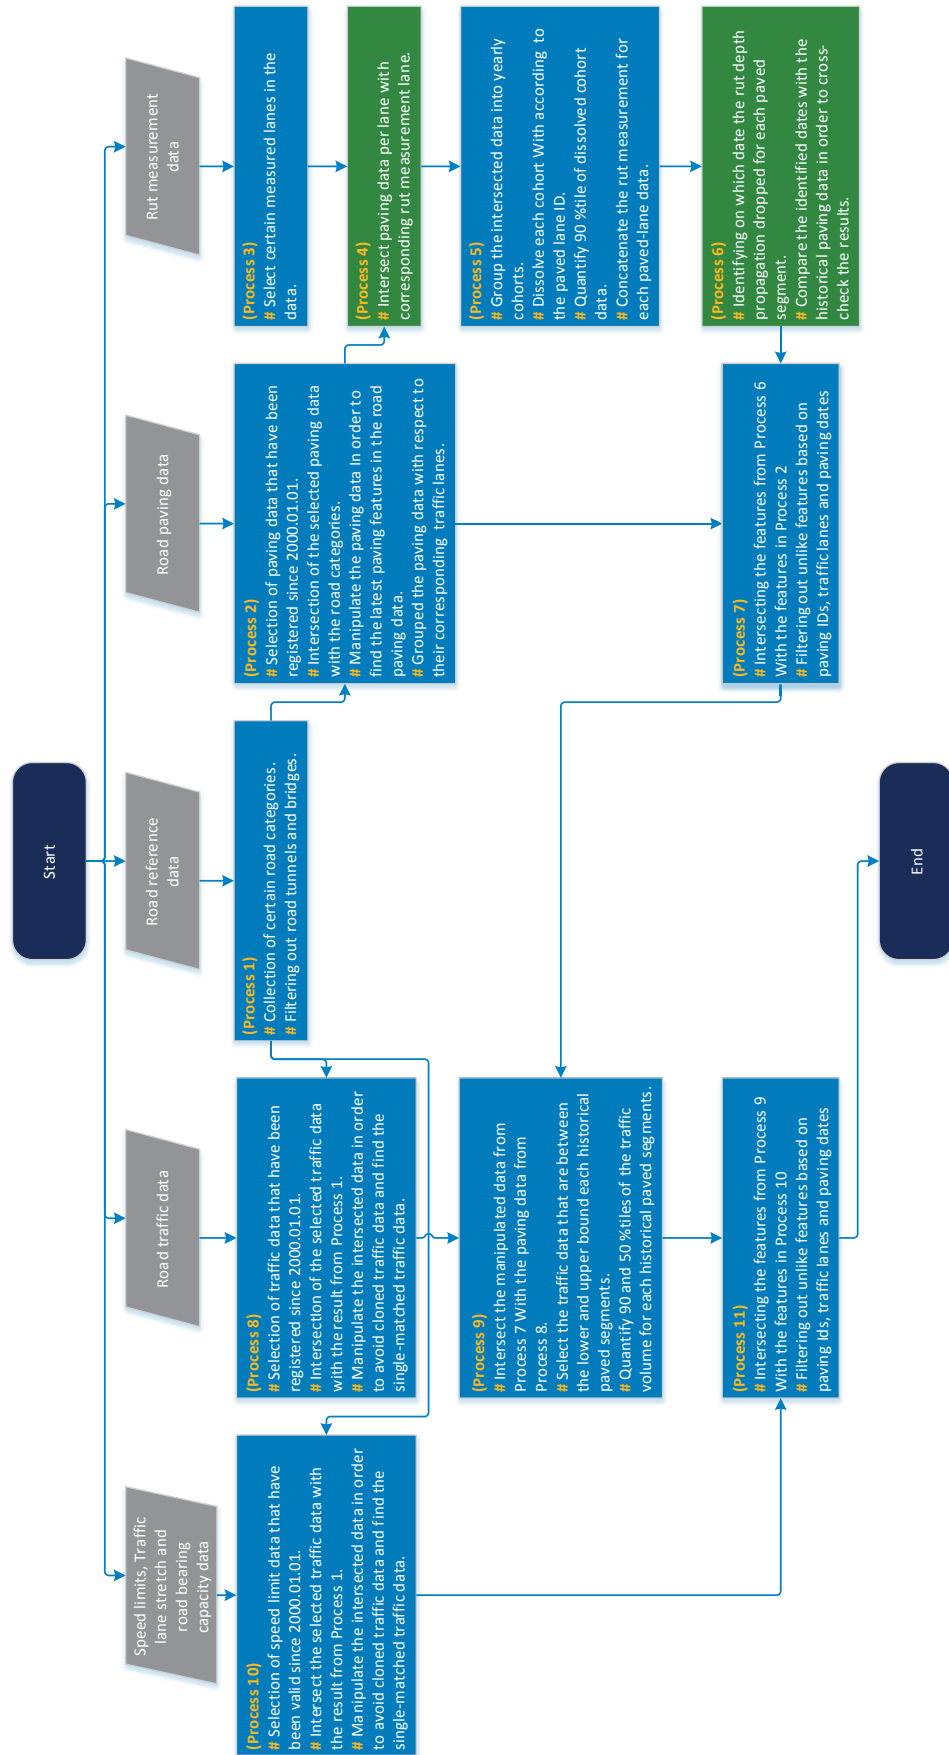 Start
Speed limits, Traffic
lane stretch and
road bearing
capacity data
Road traffic data
Road reference
data
Road paving data
Rut measurement
data
(Process 10)
# Selection of speed limit data that have
been valid since 2000.01.01.
# Intersect the selected traffic data with
the result from Process 1.
# Manipulate the intersected data in order
to avoid cloned traffic data and find the
single-matched traffic data.
(Process 8)
# Selection of traffic data that have been
registered since 2000.01.01.
# Intersection of the selected traffic data
with the result from Process 1.
# Manipulate the intersected data in order
to avoid cloned traffic data and find the
single-matched traffic data.
(Process 1)
# Collection of certain road categories.
# Filtering out road tunnels and bridges.
(Process 2)
# Selection of paving data that have been
registered since 2000.01.01.
# Intersection of the selected paving data
with the road categories.
# Manipulate the paving data In order to
find the latest paving features in the road
paving data.
# Grouped the paving data with respect to
their corresponding traffic lanes.
(Process 3)
# Select certain measured lanes in the
data.
(Process 4)
# Intersect paving data per lane with
corresponding rut measurement lane.
(Process 5)
# Group the intersected data into yearly
cohorts.
# Dissolve each cohort With according to
the paved lane ID.
# Quantify 90 %tile of dissolved cohort
data.
# Concatenate the rut measurement for
each paved-lane data.
(Process 9)
# Intersect the manipulated data from
Process 7 With the paving data from
Process 8.
# Select the traffic data that are between
the lower and upper bound each historical
paved segments.
# Quantify 90 and 50 %tiles of the traffic
volume for each historical paved segments.
(Process 6)
# Identifying on which date the rut depth
propagation dropped for each paved
segment.
# Compare the identified dates with the
historical paving data in order to cross-
check the results.
(Process 7)
# Intersecting the features from Process 6
With the features in Process 2
# Filtering out unlike features based on
paving IDs, traffic lanes and paving dates
(Process 11)
# Intersecting the features from Process 9
With the features in Process 10
# Filtering out unlike features based on
paving Ids, traffic lanes and paving dates
End